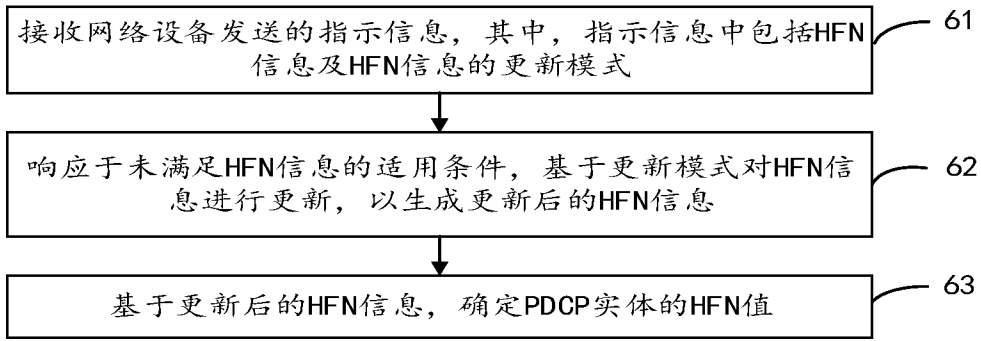 接收网络设备发送的指示信息，其中，指示信息中包括HFN
信息及HFN信息的更新模式
61
响应于未满足HFN信息的适用条件，基于更新模式对HFN信
息进行更新，以生成更新后的HFN信息
62
基于更新后的HFN信息，确定PDCP实体的HFN值
63